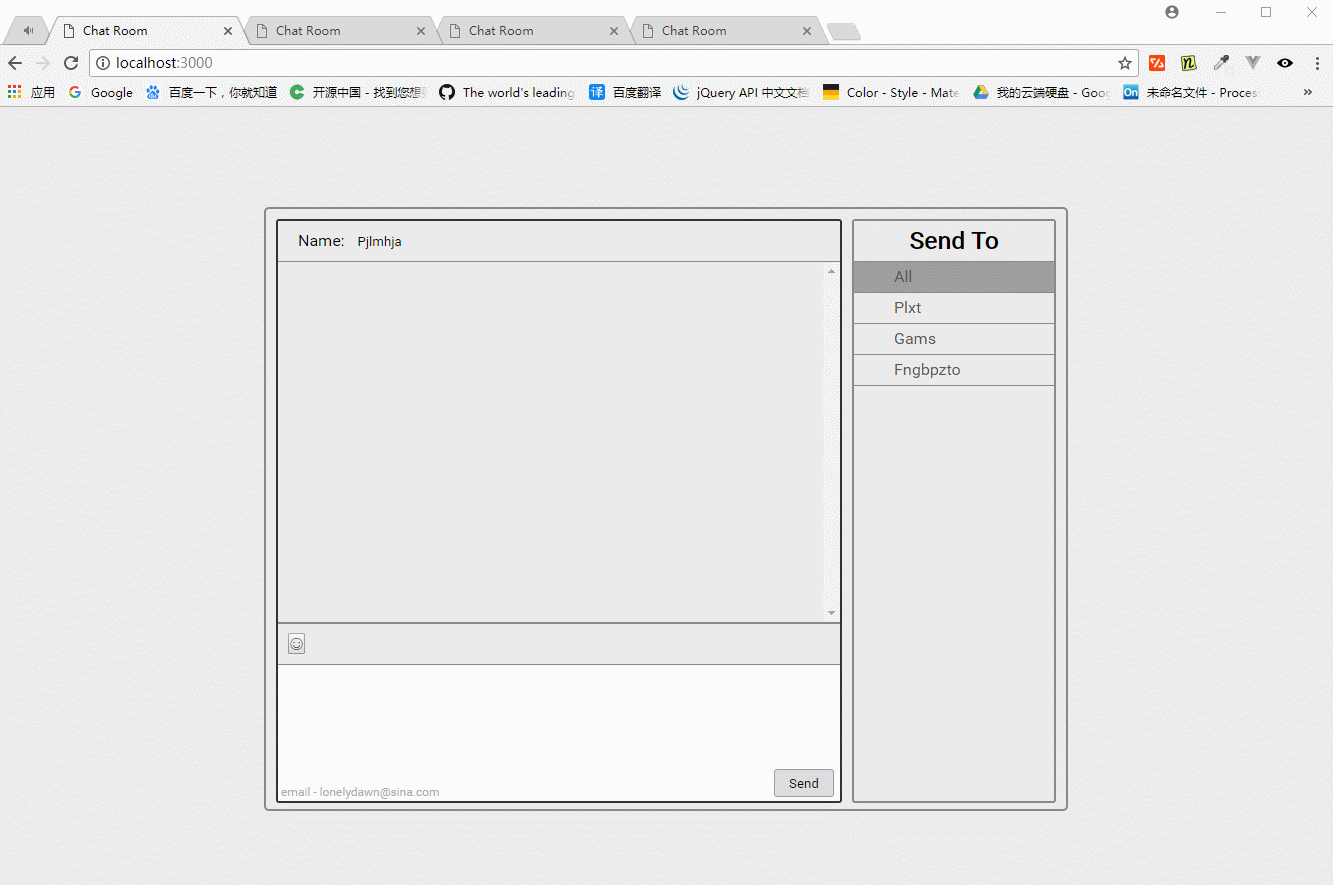 Chat Room
Chat Room
Chat Room
Chat Room
localhost:3000
应用
Google
百度一下，你就知道
开源中国 - 找到您想
The world's leading
百度翻译
jQuery API 中文文档
Color - Style - Mate
我的云端硬盘 - Goog
On
未命名文件 - Process
Name: Pjlmhja
Send To
All
Plxt
Gams
Fngbpzto
Send
email - lonelydawn@sina.com